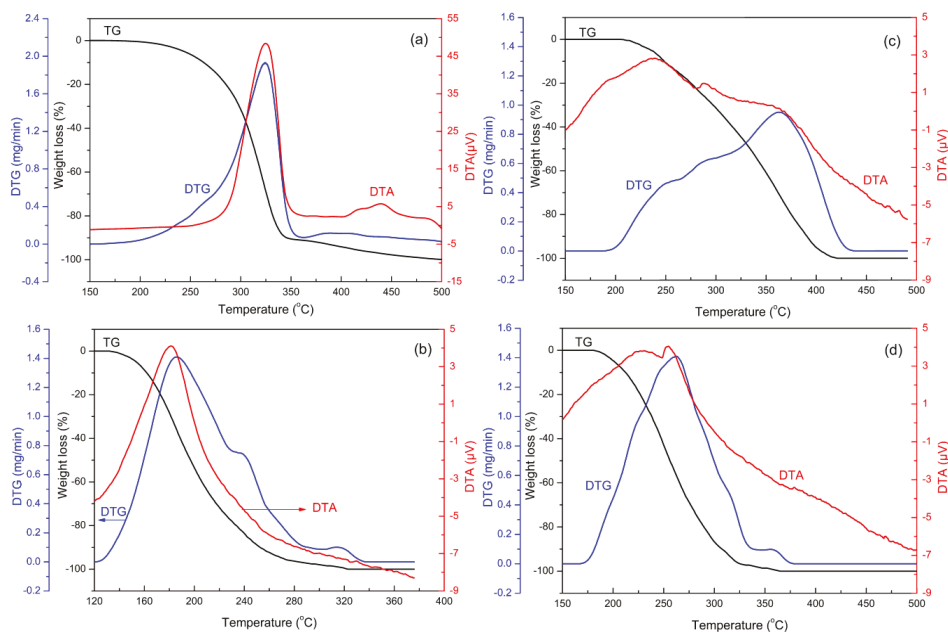 (a)
TG
DTG
DTA
DTG (mg/min)
2.4
2.0
1.6
1.2
0.8
0.4
0.0
-0.4
Weight loss (%)
0
-20
-40
-60
-80
-100
DTA(µV)
55
45
35
25
15
5
-5
-15
150 200 250 300 350 400 450 500
Temperature (°C)
(c)
TG
DTG
DTA
DTG (mg/min)
1.6
1.4
1.2
1.0
0.8
0.6
0.4
0.2
0.0
-0.2
Weight loss (%)
0
-20
-40
-60
-80
-100
DTA (µV)
5
3
1
-1
-3
-5
-7
-9
150 200 250 300 350 400 450 500
Temperature (°C)
(b)
TG
DTG
DTA
DTG (mg/min)
1.6
1.4
1.2
1.0
0.8
0.6
0.4
0.2
0.0
-0.2
Weight loss (%)
0
-20
-40
-60
-80
-100
DTA (µV)
5
3
1
-1
-3
-5
-7
-9
120 160 200 240 280 320 360 400
Temperature (°C)
(d)
TG
DTG
DTA
DTG (mg/min)
1.6
1.4
1.2
1.0
0.8
0.6
0.4
0.2
0.0
-0.2
Weight loss (%)
0
-20
-40
-60
-80
-100
DTA (µV)
5
3
1
-1
-3
-5
-7
-9
150 200 250 300 350 400 450 500
Temperature (°C)